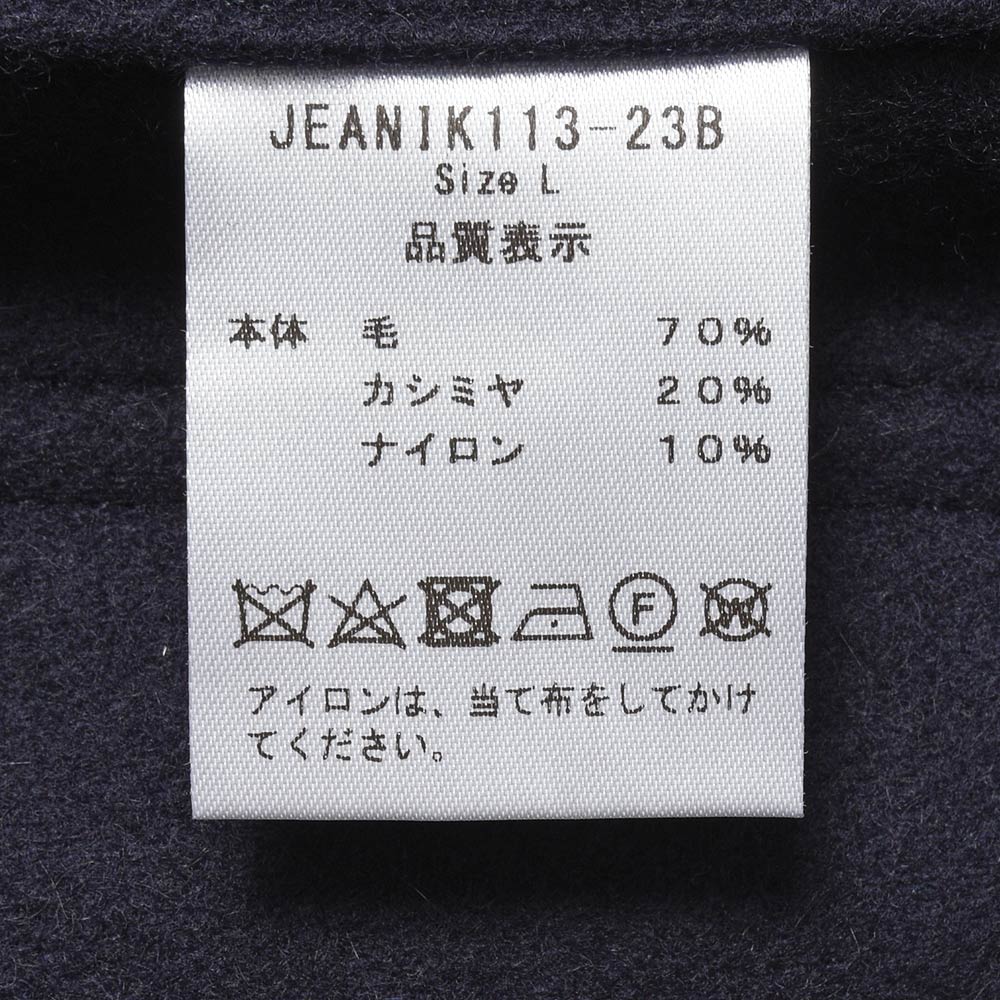 JEANIK113-23B
Size L
品質表示
本体 毛 70%
カシミヤ 20%
ナイロン 10%
F W
アイロンは、当て布をしてかけ
てください。